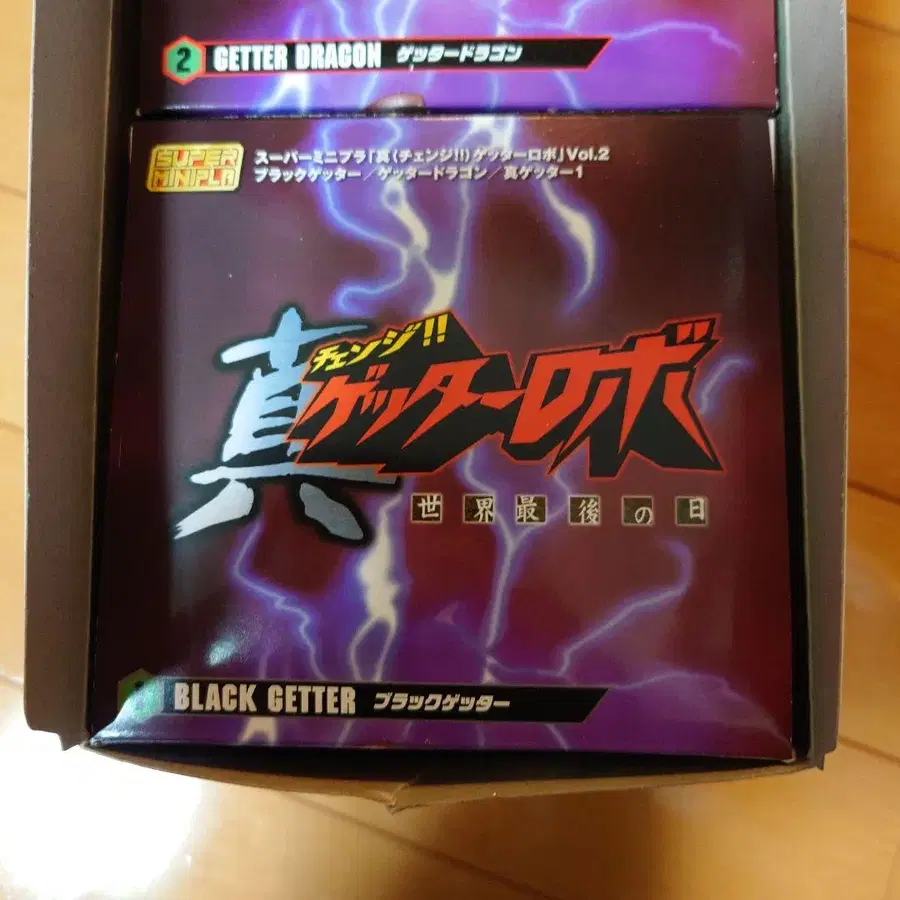 2 GETTER DRAGON ゲッタードラゴン
SUPER MINIPLA
スーパーミニプラ「真(チェンジ!!)ゲッターロボ」Vol.2
ブラックゲッター/ゲッタードラゴン/真ゲッター1
真
チェンジ!!
ゲッターロボ
世界最後の日
BLACK GETTER ブラックゲッター